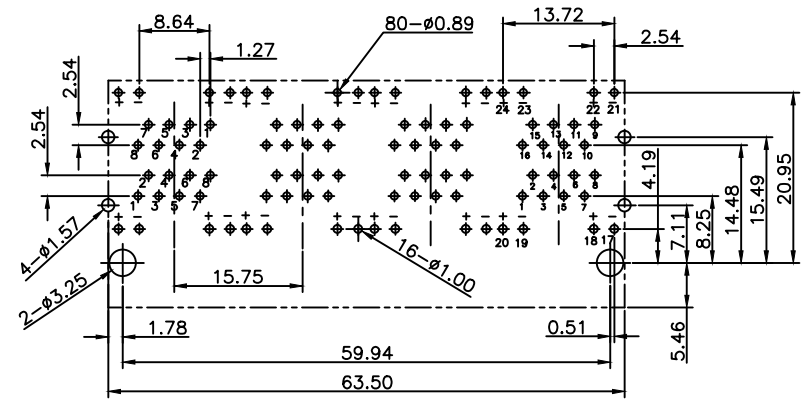 8.64
80-ø0.89
13.72
1.27
2.54
2.54
2.54
+ - + - + - + - + - + - 24 23 + - 22 21
7 5 3 1
15 13 11 9
8 6 4 2
16 14 12 10
2 4 6 8
2 4 6 8
1 3 5 7
1 3 5 7
+ - + - + - + - + - + - + -
20 19
18 17
4-ø1.57
2-ø3.25
16-ø1.00
15.75
4.19
7.11
8.25
14.48
15.49
20.95
1.78
0.51
5.46
59.94
63.50